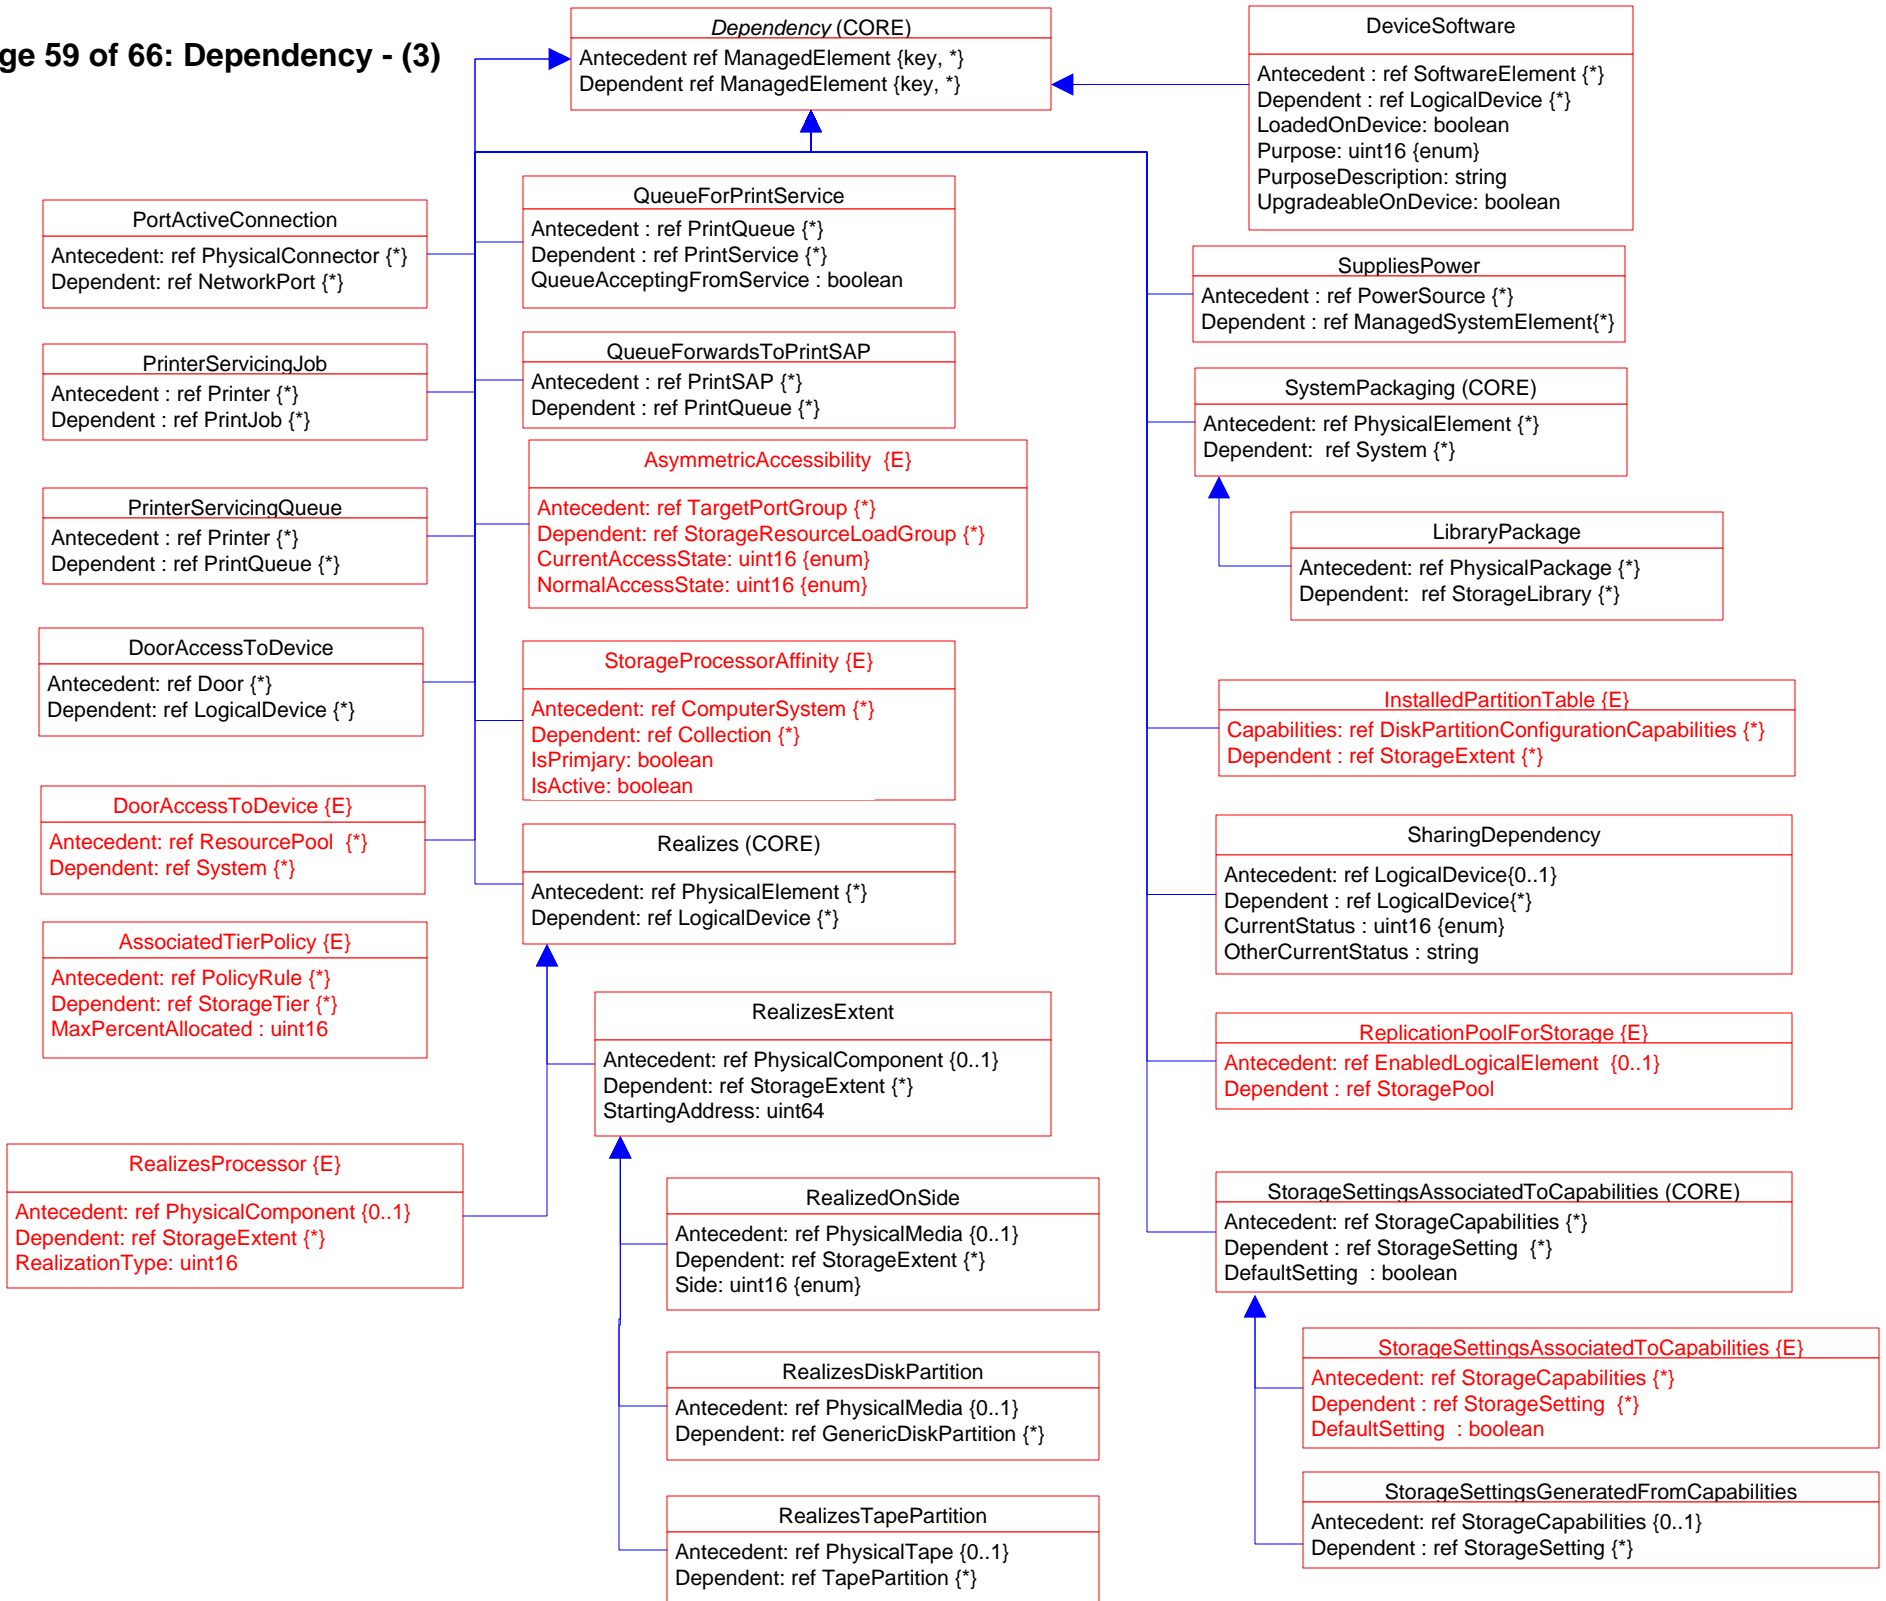 ge 59 of 66: Dependency - (3)
Dependency (CORE)
Antecedent ref ManagedElement {key, *}
Dependent ref ManagedElement {key, *}
DeviceSoftware
Antecedent : ref SoftwareElement {*}
Dependent : ref LogicalDevice {*}
LoadedOnDevice: boolean
Purpose: uint16 {enum}
PurposeDescription: string
UpgradeableOnDevice: boolean
PortActiveConnection
Antecedent: ref PhysicalConnector {*}
Dependent: ref NetworkPort {*}
PrinterServicingJob
Antecedent : ref Printer {*}
Dependent : ref PrintJob {*}
PrinterServicingQueue
Antecedent : ref Printer {*}
Dependent : ref PrintQueue {*}
DoorAccessToDevice
Antecedent: ref Door {*}
Dependent: ref LogicalDevice {*}
DoorAccessToDevice {E}
Antecedent: ref ResourcePool {*}
Dependent: ref System {*}
AssociatedTierPolicy {E}
Antecedent: ref PolicyRule {*}
Dependent: ref StorageTier {*}
MaxPercentAllocated : uint16
RealizesProcessor {E}
Antecedent: ref PhysicalComponent {0..1}
Dependent: ref StorageExtent {*}
RealizationType: uint16
QueueForPrintService
Antecedent : ref PrintQueue {*}
Dependent : ref PrintService {*}
QueueAcceptingFromService : boolean
QueueForwardsToPrintSAP
Antecedent : ref PrintSAP {*}
Dependent : ref PrintQueue {*}
AsymmetricAccessibility {E}
Antecedent: ref TargetPortGroup {*}
Dependent: ref StorageResourceLoadGroup {*}
CurrentAccessState: uint16 {enum}
NormalAccessState: uint16 {enum}
StorageProcessorAffinity {E}
Antecedent: ref ComputerSystem {*}
Dependent: ref Collection {*}
IsPrimjary: boolean
IsActive: boolean
Realizes (CORE)
Antecedent: ref PhysicalElement {*}
Dependent: ref LogicalDevice {*}
RealizesExtent
Antecedent: ref PhysicalComponent {0..1}
Dependent: ref StorageExtent {*}
StartingAddress: uint64
RealizedOnSide
Antecedent: ref PhysicalMedia {0..1}
Dependent: ref StorageExtent {*}
Side: uint16 {enum}
RealizesDiskPartition
Antecedent: ref PhysicalMedia {0..1}
Dependent: ref GenericDiskPartition {*}
RealizesTapePartition
Antecedent: ref PhysicalTape {0..1}
Dependent: ref TapePartition {*}
SuppliesPower
Antecedent : ref PowerSource {*}
Dependent : ref ManagedSystemElement{*}
SystemPackaging (CORE)
Antecedent: ref PhysicalElement {*}
Dependent: ref System {*}
LibraryPackage
Antecedent: ref PhysicalPackage {*}
Dependent: ref StorageLibrary {*}
InstalledPartitionTable {E}
Capabilities: ref DiskPartitionConfigurationCapabilities {*}
Dependent : ref StorageExtent {*}
SharingDependency
Antecedent: ref LogicalDevice{0..1}
Dependent : ref LogicalDevice{*}
CurrentStatus : uint16 {enum}
OtherCurrentStatus : string
ReplicationPoolForStorage {E}
Antecedent: ref EnabledLogicalElement {0..1}
Dependent : ref StoragePool
StorageSettingsAssociatedToCapabilities (CORE)
Antecedent: ref StorageCapabilities {*}
Dependent : ref StorageSetting {*}
DefaultSetting : boolean
StorageSettingsAssociatedToCapabilities {E}
Antecedent: ref StorageCapabilities {*}
Dependent : ref StorageSetting {*}
DefaultSetting : boolean
StorageSettingsGeneratedFromCapabilities
Antecedent: ref StorageCapabilities {0..1}
Dependent : ref StorageSetting {*}